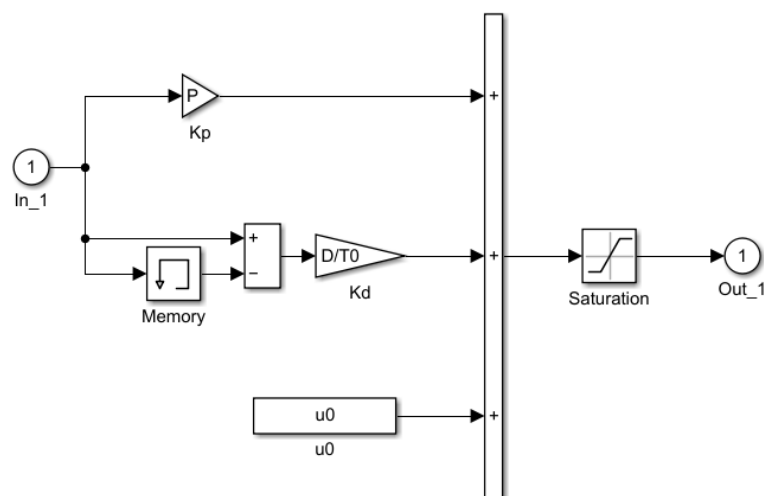 P
+
Kp
1
In_1
+
D/T0
+
−
Kd
Memory
Saturation
1
Out_1
u0
+
u0